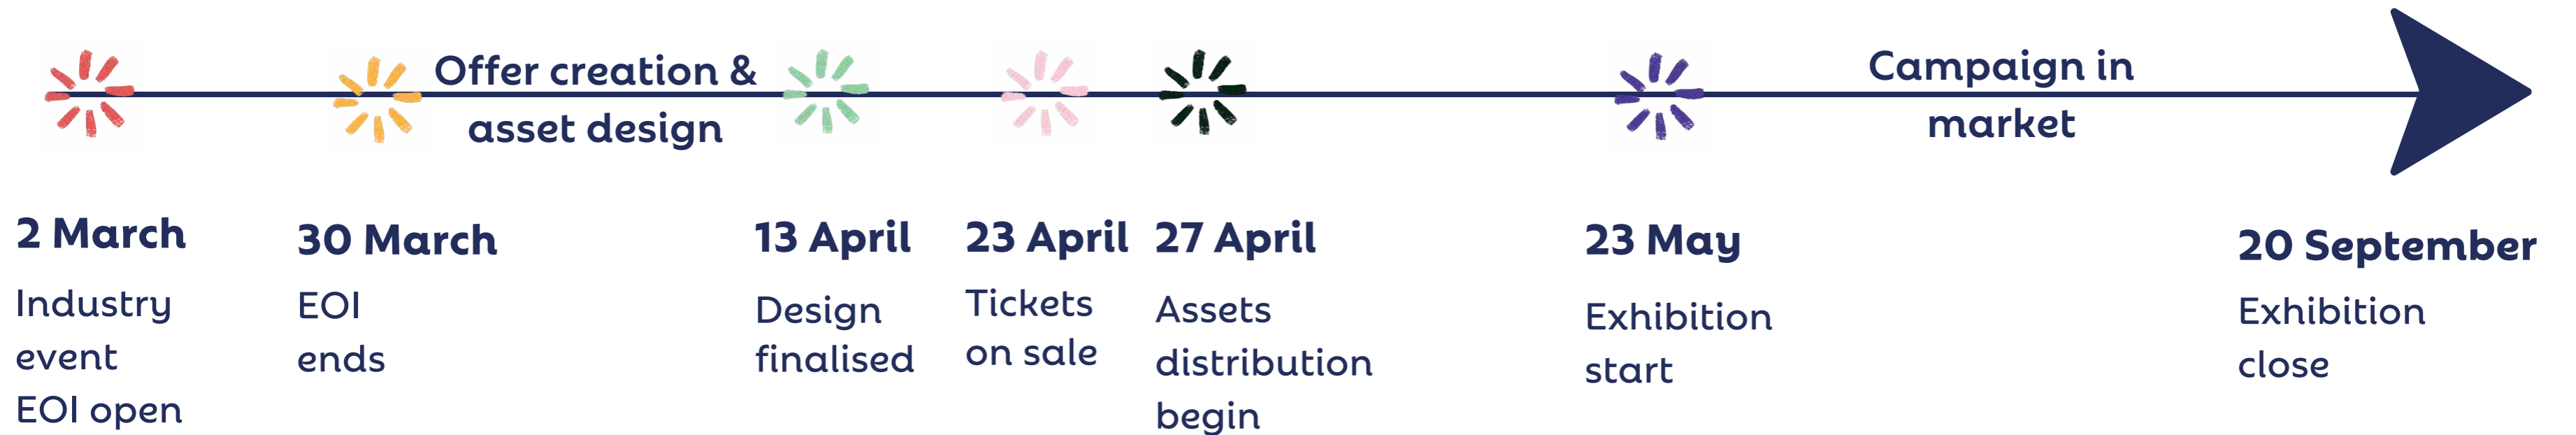 Offer creation &
asset design
Campaign in
market
2 March
Industry
event
EOI open
30 March
EOI
ends
13 April
Design
finalised
23 April
Tickets
on sale
27 April
Assets
distribution
begin
23 May
Exhibition
start
20 September
Exhibition
close